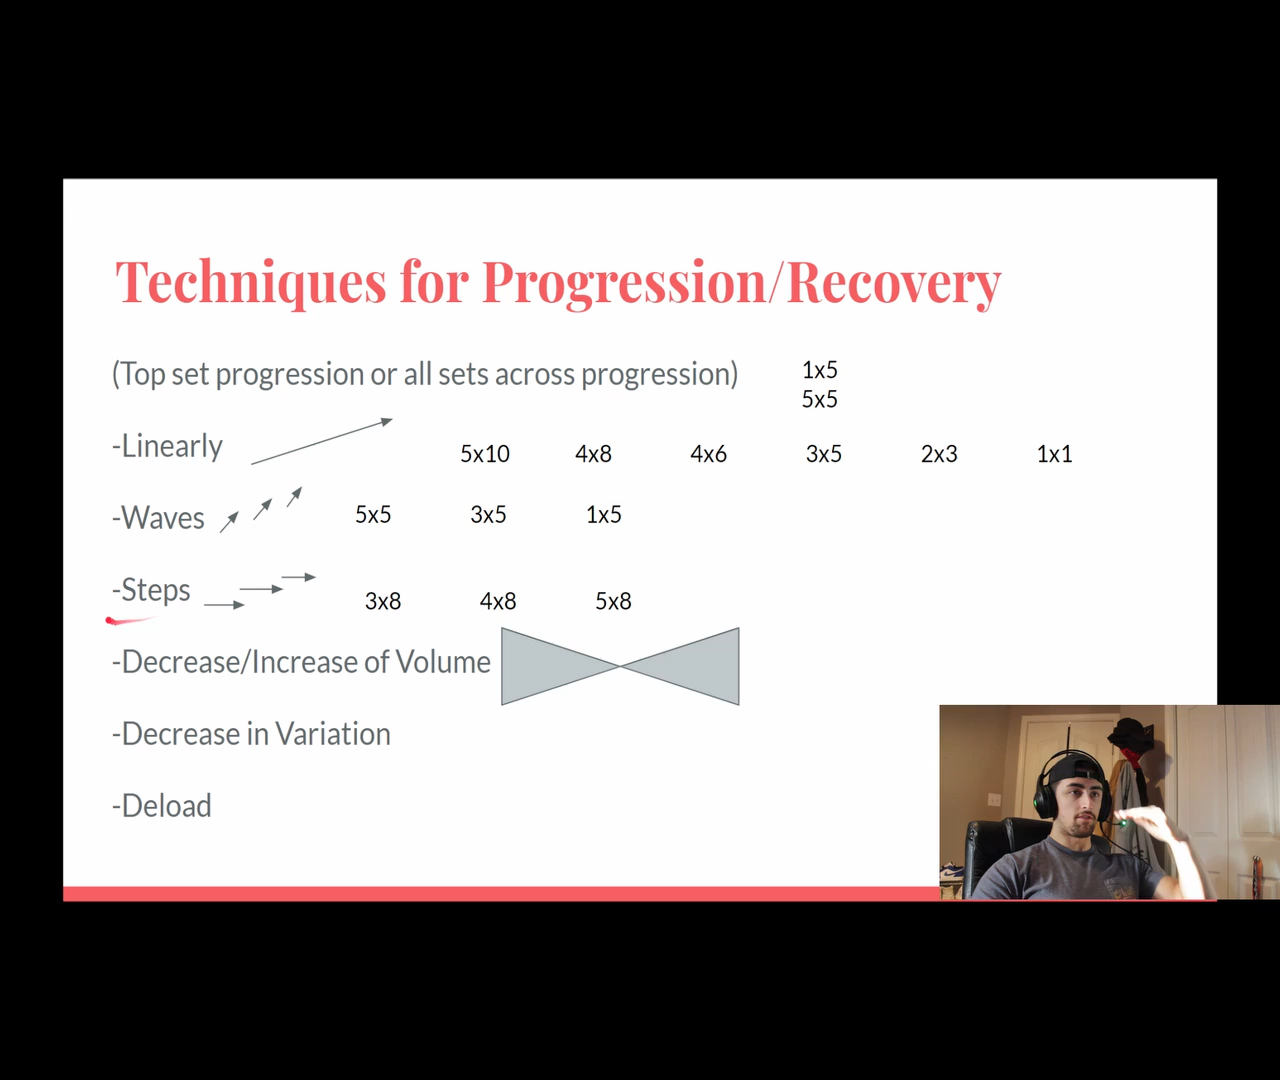 Techniques for Progression/Recovery
(Top set progression or all sets across progression) 1x5
5x5
-Linearly 5x10 4x8 4x6 3x5 2x3 1x1
-Waves 5x5 3x5 1x5
-Steps 3x8 4x8 5x8
-Decrease/Increase of Volume
-Decrease in Variation
-Deload